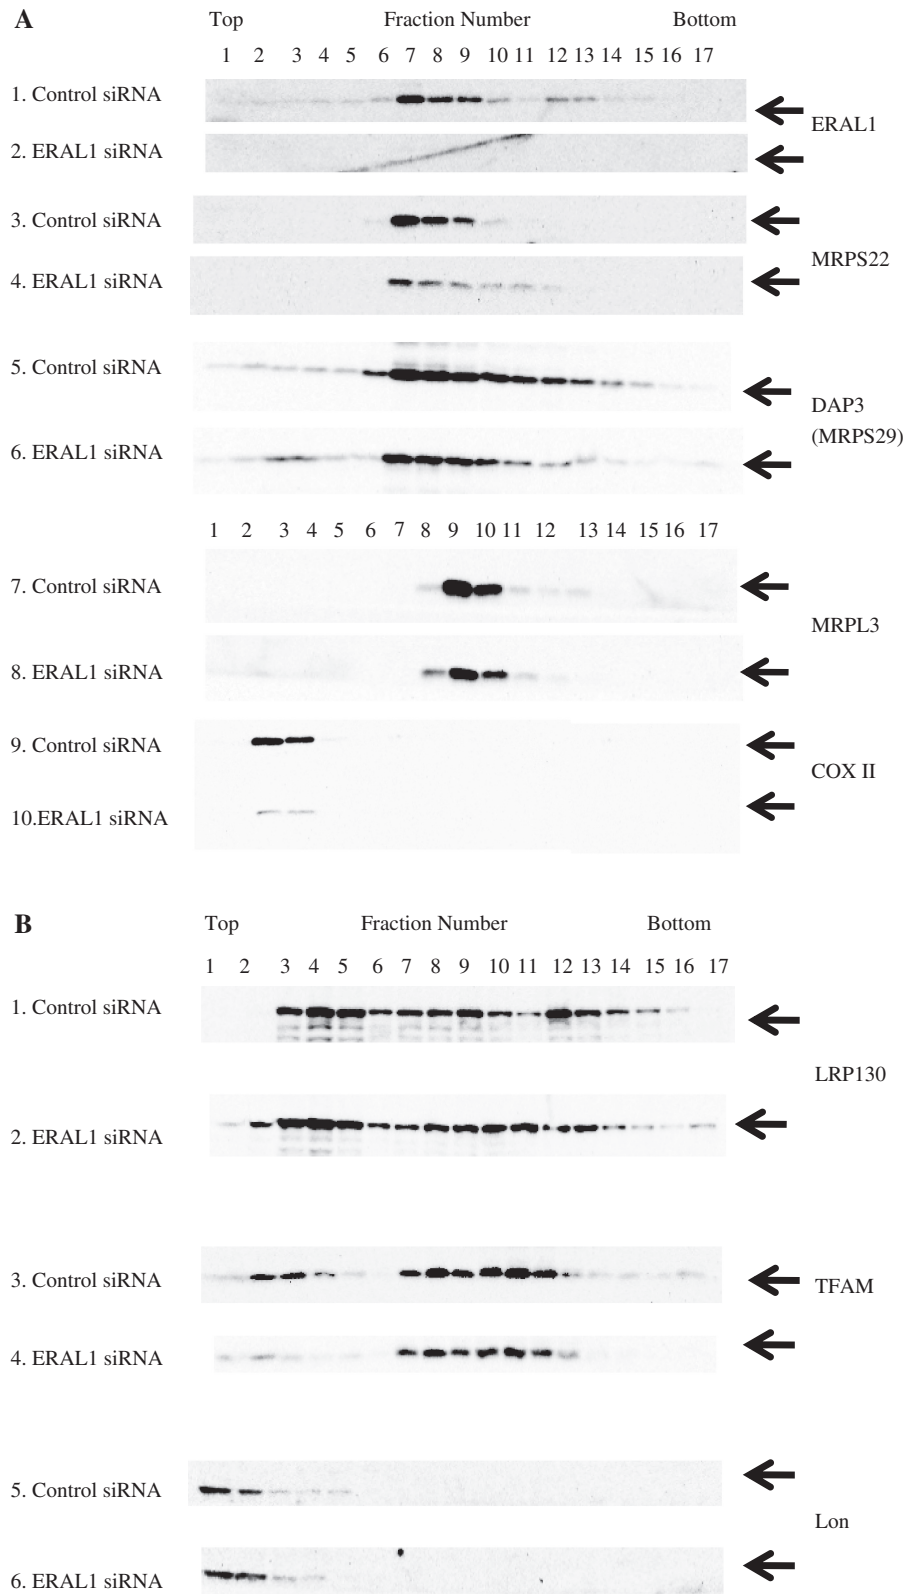 A
Top Fraction Number Bottom
1 2 3 4 5 6 7 8 9 10 11 12 13 14 15 16 17
1. Control siRNA
ERAL1
2. ERAL1 siRNA
3. Control siRNA
MRPS22
4. ERAL1 siRNA
5. Control siRNA
DAP3
(MRPS29)
6. ERAL1 siRNA
1 2 3 4 5 6 7 8 9 10 11 12 13 14 15 16 17
7. Control siRNA
MRPL3
8. ERAL1 siRNA
9. Control siRNA
COX II
10.ERAL1 siRNA
B
Top Fraction Number Bottom
1 2 3 4 5 6 7 8 9 10 11 12 13 14 15 16 17
1. Control siRNA
LRP130
2. ERAL1 siRNA
3. Control siRNA
TFAM
4. ERAL1 siRNA
5. Control siRNA
Lon
6. ERAL1 siRNA